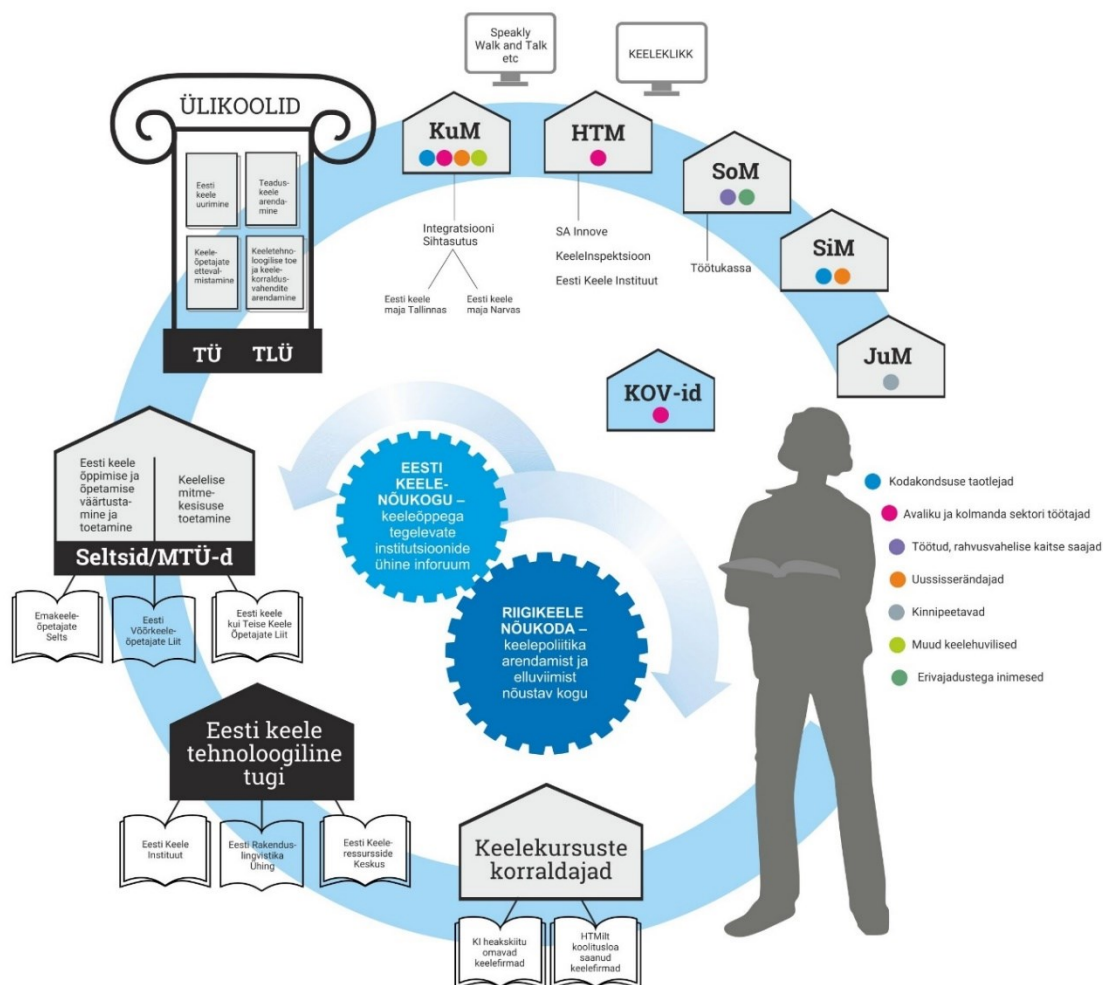 Speakly
Walk and Talk
etc
KEELEKLIKK
ÜLIKOOLID
Eesti
keele
uurimine
Teadus-
keele
arenda-
mine
Keele-
õpetajate
etteval-
mistamine
Keeletehno-
loogilise toe
ja keele-
korraldus-
vahendite
arendamine
TÜ TLÜ
KuM
Integratsiooni
Sihtasutus
Eesti keele
maja Tallinnas
Eesti keele
maja Narvas
HTM
SA Innove
KeeleInspektsioon
Eesti Keele Instituut
SoM
Töötukassa
SiM
JuM
KOV-id
EESTI
KEELE-
NÕUKOGU –
keeleõppega
tegelevate
institutsioonide
ühine inforuum
RIIGIKEELE
NÕUKODA –
keelepoliitika
arendamist ja
elluviimist
nõustav kogu
Kodakondsuse taotlejad
Avaliku ja kolmanda sektori töötajad
Töötud, rahvusvahelise kaitse saajad
Uussisserändajad
Kinnipeetavad
Muud keelehuvilised
Erivajadustega inimesed
Eesti keele
õppimise ja
õpetamise
väärtusta-
mine ja
toetamine
Keelelise
mitme-
kesisuse
toetamine
Seltsid/MTÜ-d
Emakeele-
õpetajate
Selts
Eesti
Võõrkeele-
õpetajate Liit
Eesti keele
kui Teise Keele
Õpetajate Liit
Eesti keele
tehnoloogiline
tugi
Eesti Keele
Instituut
Eesti Rakendus-
lingvistika
Ühing
Eesti Keele-
ressursside
Keskus
Keelekursuste
korraldajad
KI heakskiitu
omavad
keelefirmad
HTMilt
koolitusloa
saanud
keelefirmad